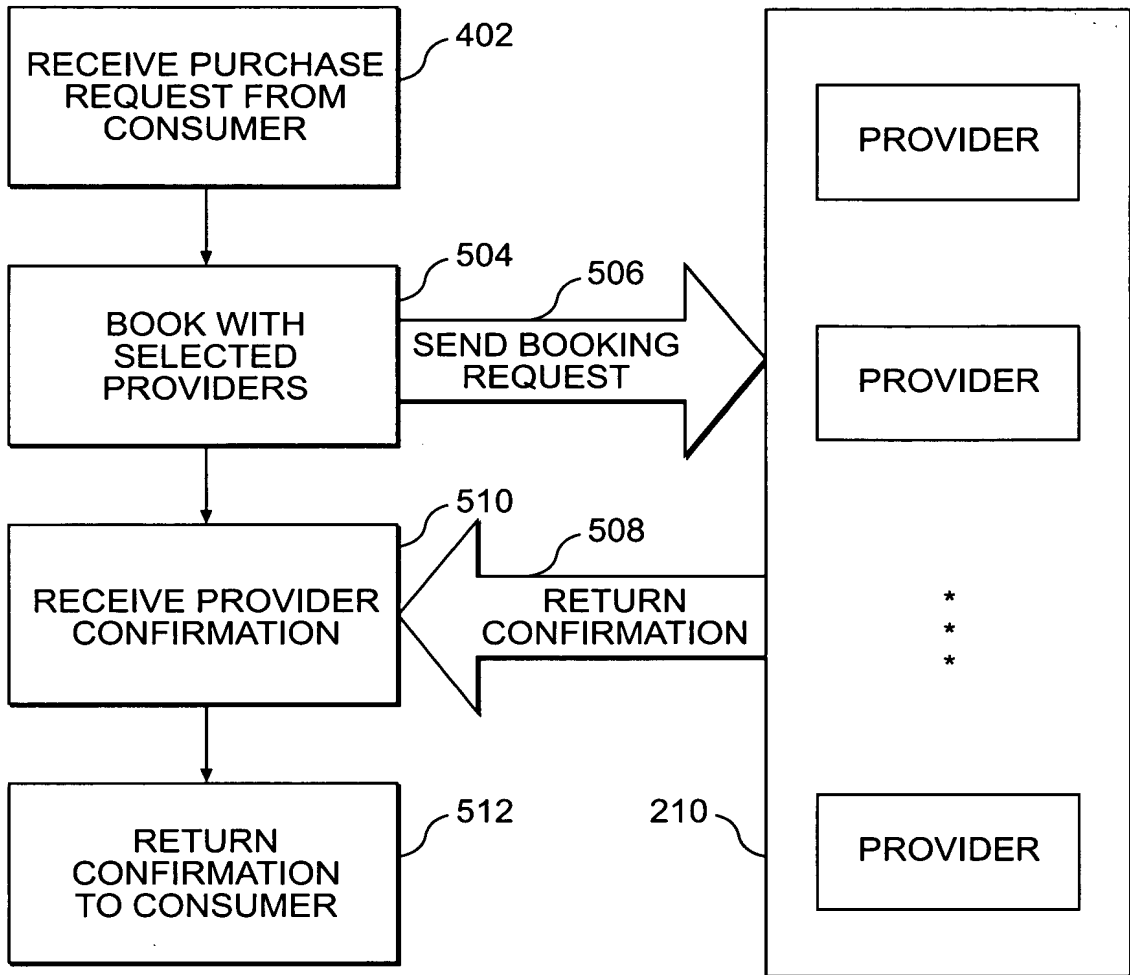 RECEIVE PURCHASE
REQUEST FROM
CONSUMER
402
PROVIDER
BOOK WITH
SELECTED
PROVIDERS
504
506
SEND BOOKING
REQUEST
PROVIDER
RECEIVE PROVIDER
CONFIRMATION
510
508
RETURN
CONFIRMATION
*
*
*
RETURN
CONFIRMATION
TO CONSUMER
512
210
PROVIDER